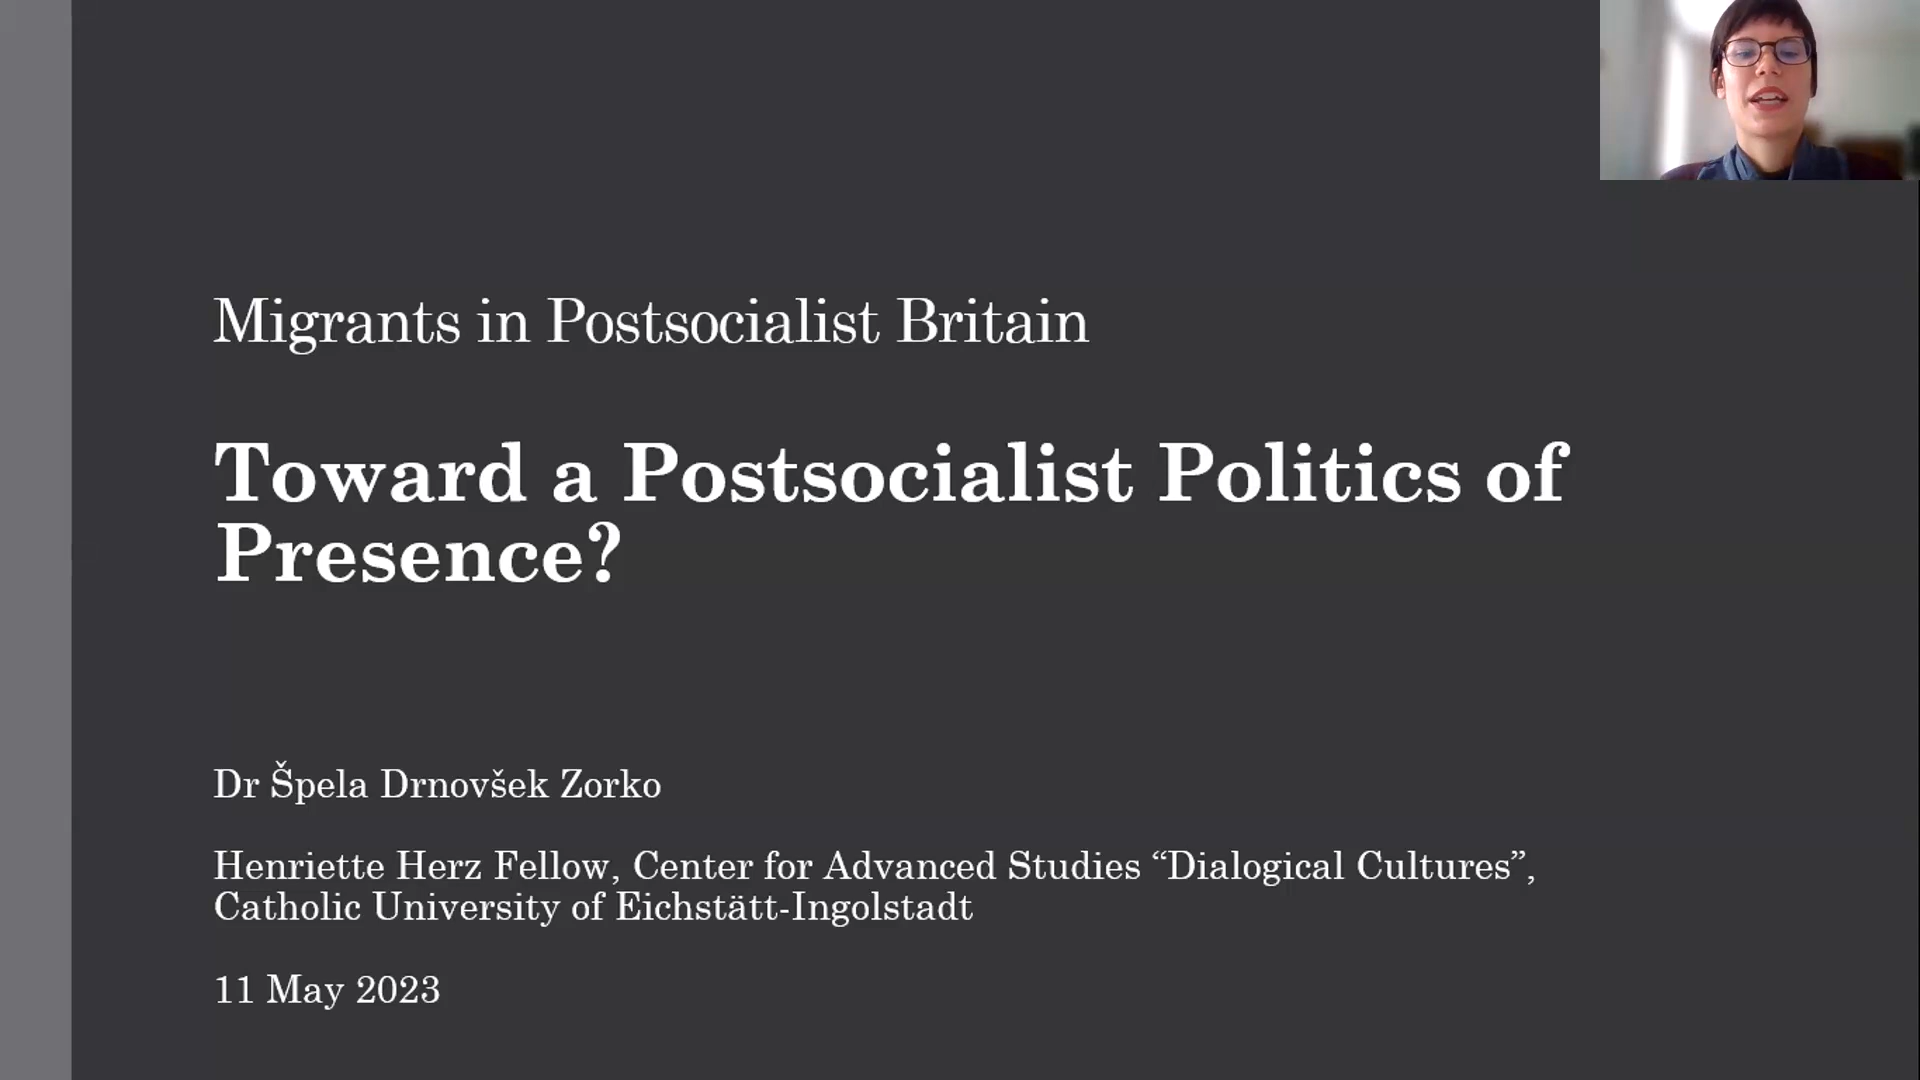 Migrants in Postsocialist Britain
Toward a Postsocialist Politics of
Presence?
Dr Špela Drnovšek Zorko
Henriette Herz Fellow, Center for Advanced Studies “Dialogical Cultures”,
Catholic University of Eichstätt-Ingolstadt
11 May 2023